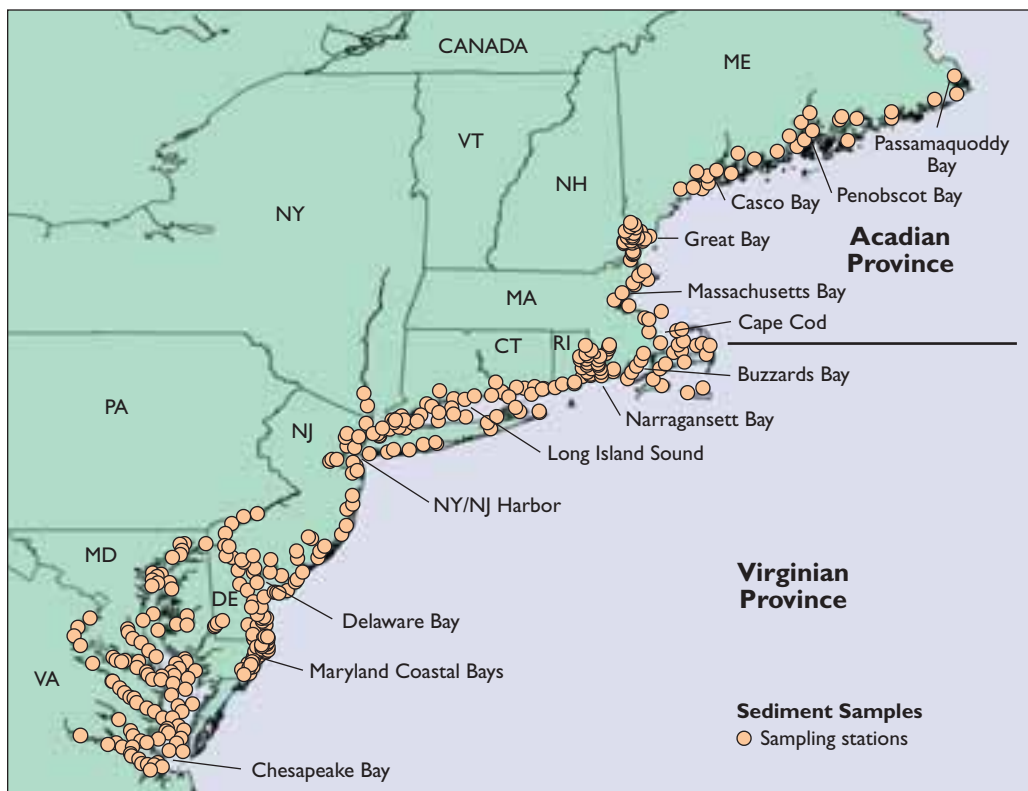 CANADA
ME
VT
NH
NY
Passamaquoddy
Bay
Penobscot Bay
Casco Bay
Great Bay
Acadian
Province
MA
Massachusetts Bay
Cape Cod
CT
RI
Buzzards Bay
PA
NJ
Narragansett Bay
Long Island Sound
NY/NJ Harbor
MD
Virginian
Province
DE
Delaware Bay
VA
Maryland Coastal Bays
Sediment Samples
Sampling stations
Chesapeake Bay